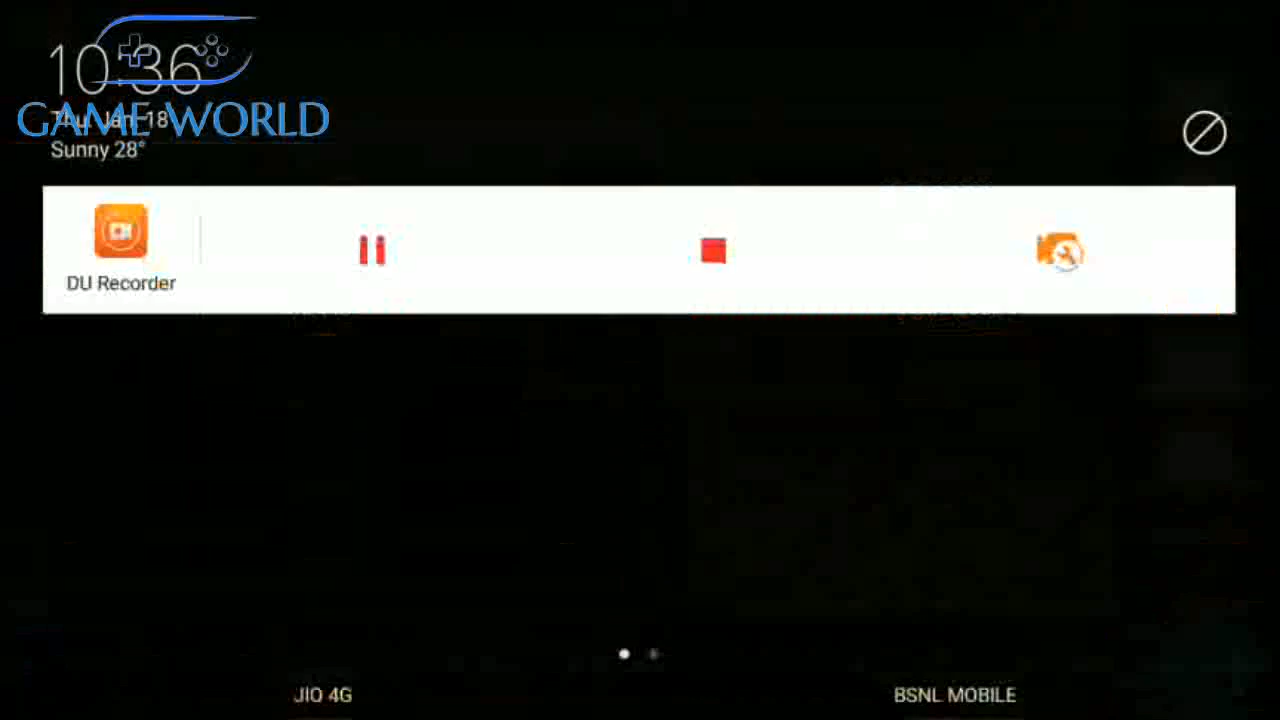 10:36
GAME WORLD
Thu, Jan 18
Sunny 28°
DU Recorder
JIO 4G
BSNL MOBILE